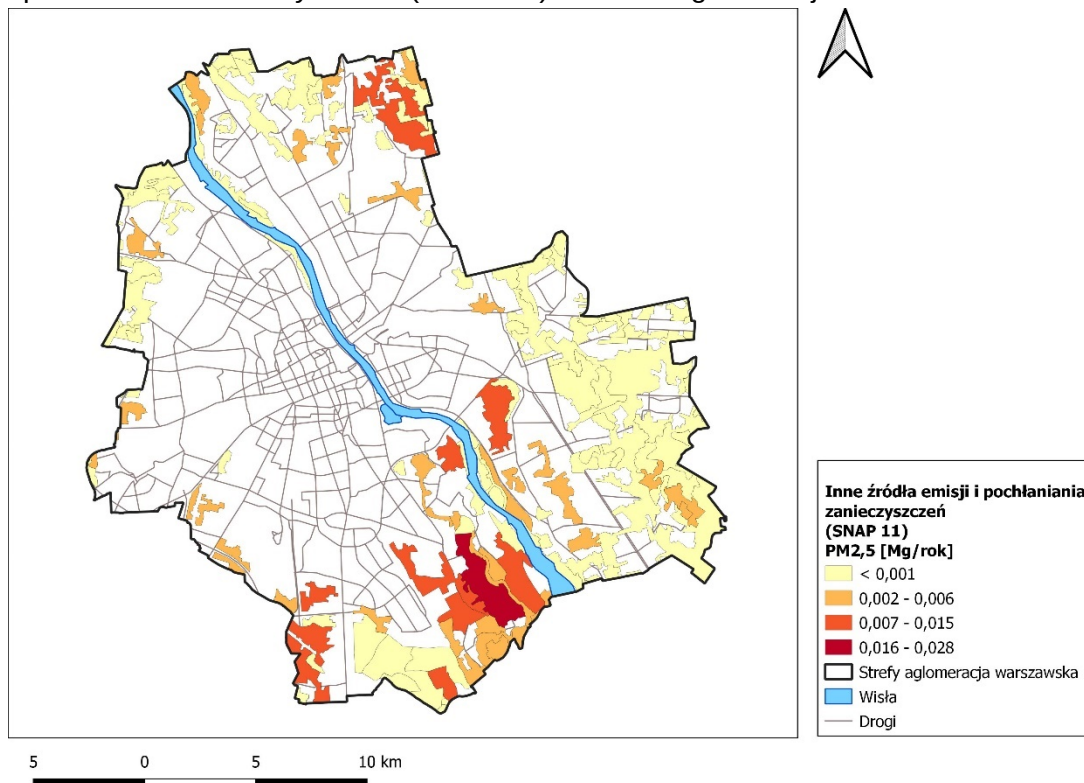 Inne źródła emisji i pochłaniania
zanieczyszczeń
(SNAP 11)
PM2,5 [Mg/rok]
< 0,001
0,002 - 0,006
0,007 - 0,015
0,016 - 0,028
Strefy aglomeracja warszawska
Wisła
Drogi
5 0 5 10 km